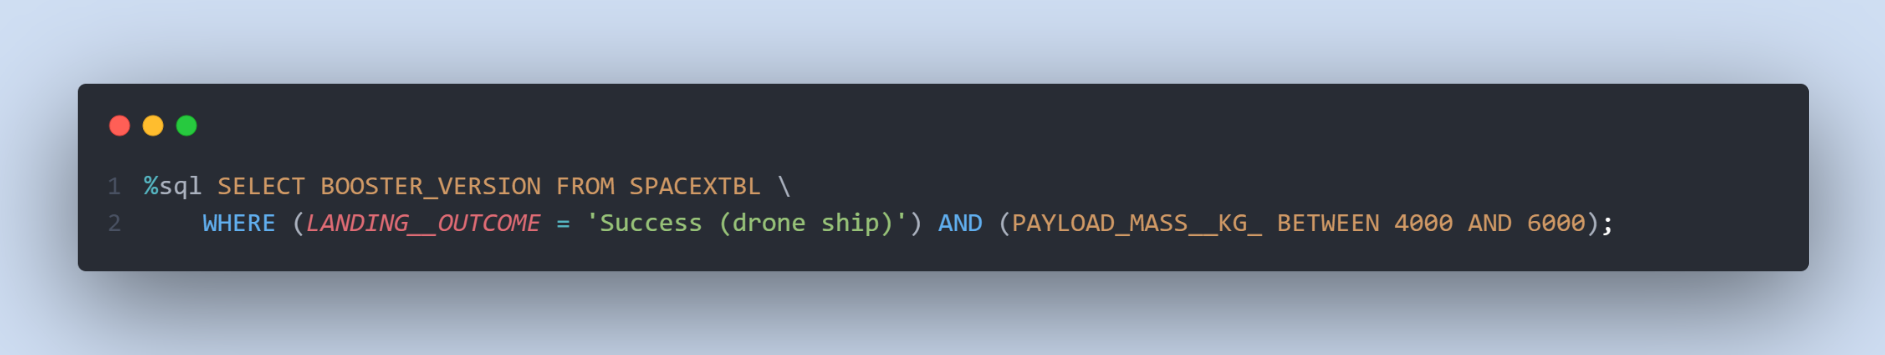 1 %sql SELECT BOOSTER_VERSION FROM SPACEXTBL \
2     WHERE (LANDING__OUTCOME = 'Success (drone ship)') AND (PAYLOAD_MASS__KG_ BETWEEN 4000 AND 6000);